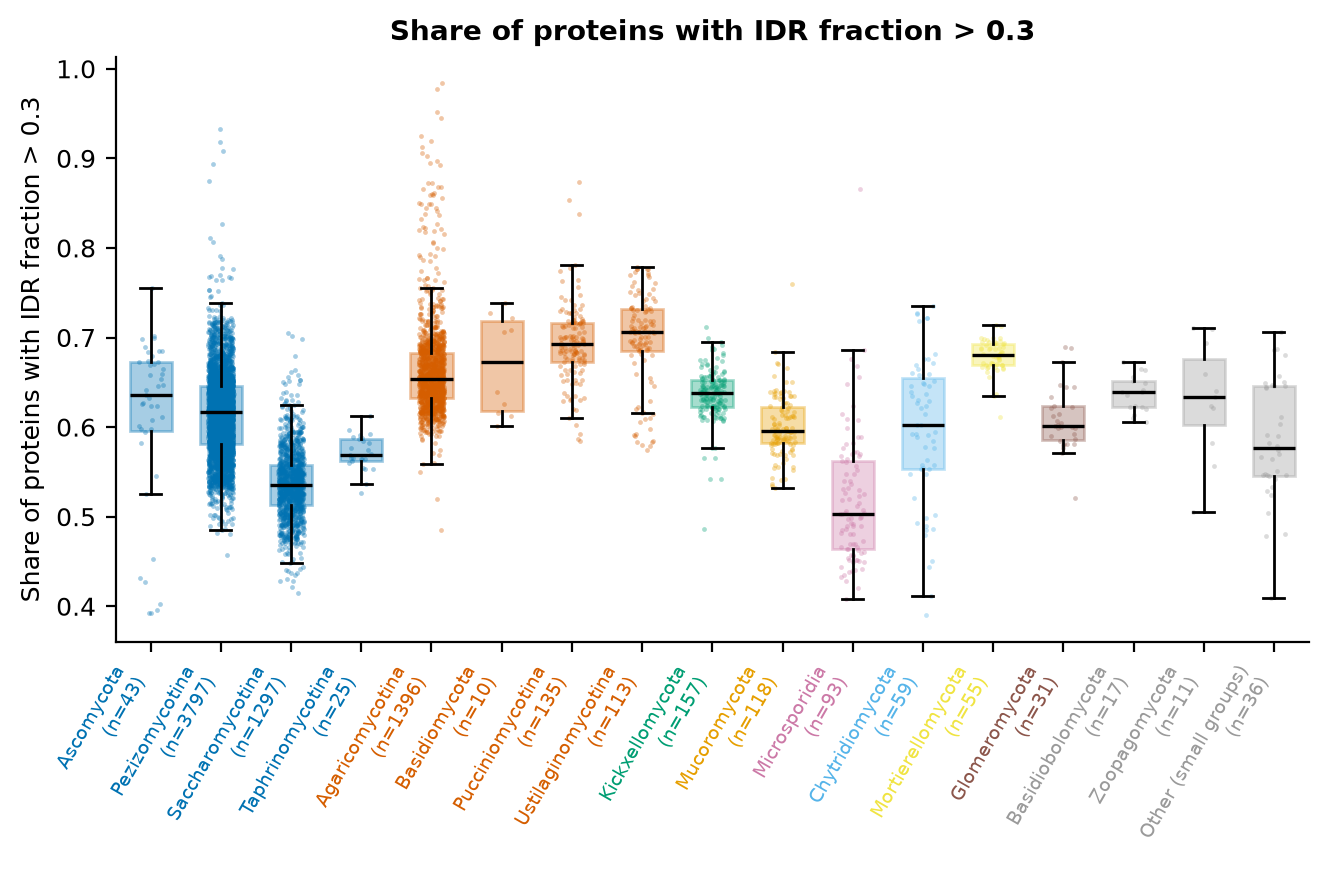 Share of proteins with IDR fraction > 0.3
Share of proteins with IDR fraction > 0.3
1.0
0.9
0.8
0.7
0.6
0.5
0.4
Ascomycota
(n=43)
Pezizomycotina
(n=3797)
Saccharomycotina
(n=1297)
Taphrinomycotina
(n=25)
Agaricomycotina
(n=1396)
Basidiomycota
(n=10)
Pucciniomycotina
(n=135)
Ustilaginomycotina
(n=113)
Kickxellomycota
(n=157)
Mucoromycota
(n=118)
Microsporidia
(n=93)
Chytridiomycota
(n=59)
Mortierellomycota
(n=55)
Glomeromycota
(n=31)
Basidiobolomycota
(n=17)
Zoopagomycota
(n=11)
Other (small groups)
(n=36)